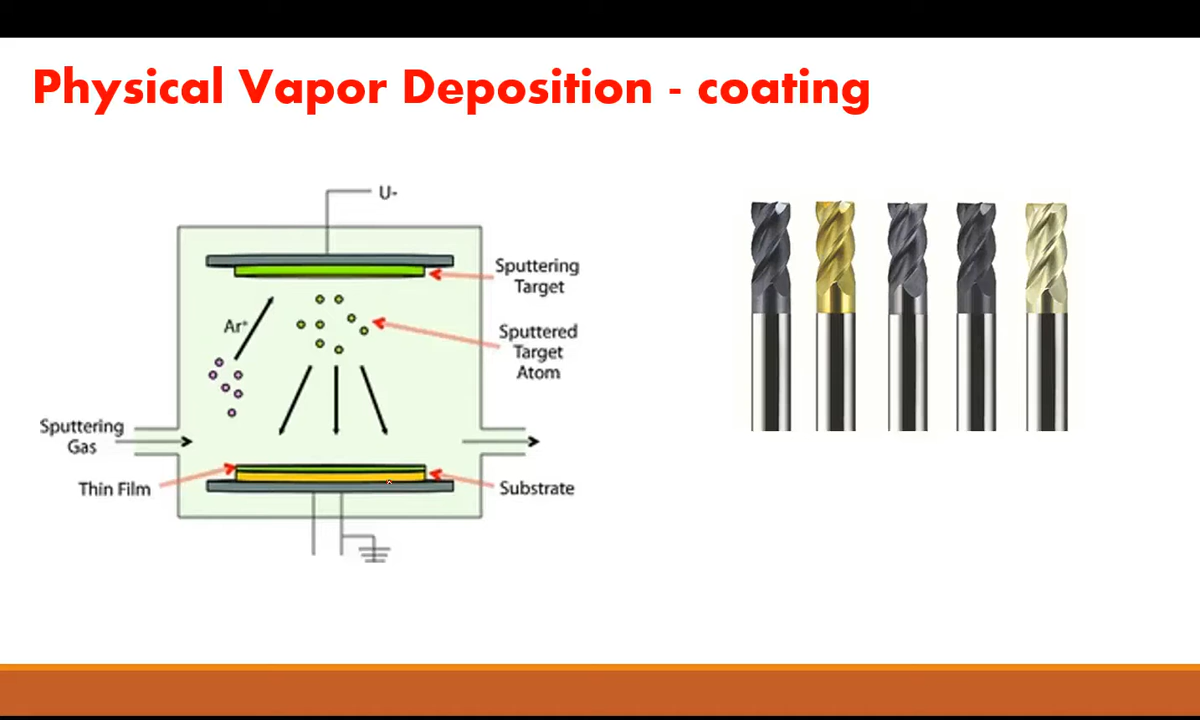 Physical Vapor Deposition - coating
U-
Sputtering
Target
Ar⁺
Sputtered
Target
Atom
Sputtering
Gas
Thin Film
Substrate